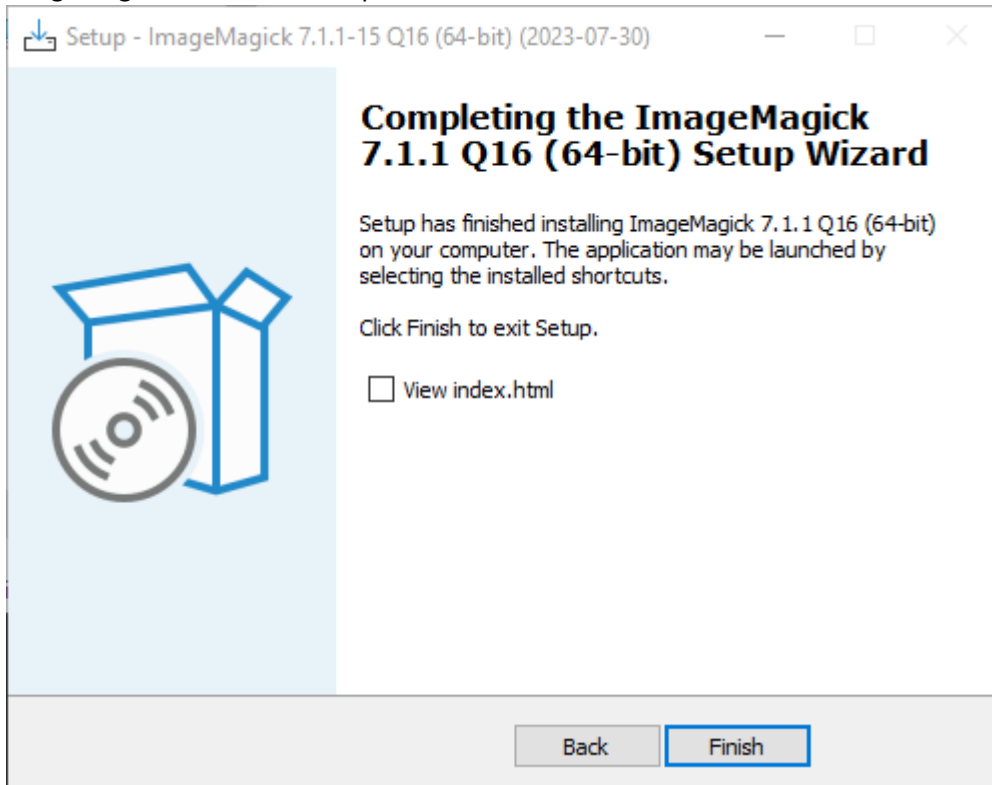 Setup - ImageMagick 7.1.1-15 Q16 (64-bit) (2023-07-30)
Completing the ImageMagick
7.1.1 Q16 (64-bit) Setup Wizard
Setup has finished installing ImageMagick 7.1.1 Q16 (64-bit)
on your computer. The application may be launched by
selecting the installed shortcuts.
Click Finish to exit Setup.
View index.html
Back
Finish